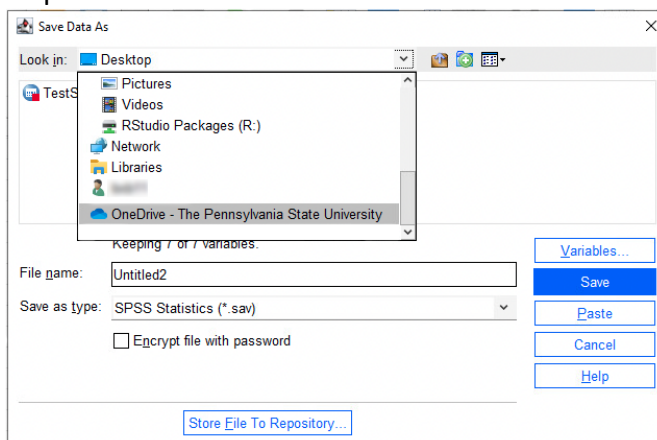 Save Data As
Look in: Desktop
TestS
Pictures
Videos
RStudio Packages (R:)
Network
Libraries
OneDrive - The Pennsylvania State University
Keeping 7 of 7 variables.
Variables...
File name: Untitled2
Save
Save as type: SPSS Statistics (*.sav)
Paste
Encrypt file with password
Cancel
Help
Store File To Repository...